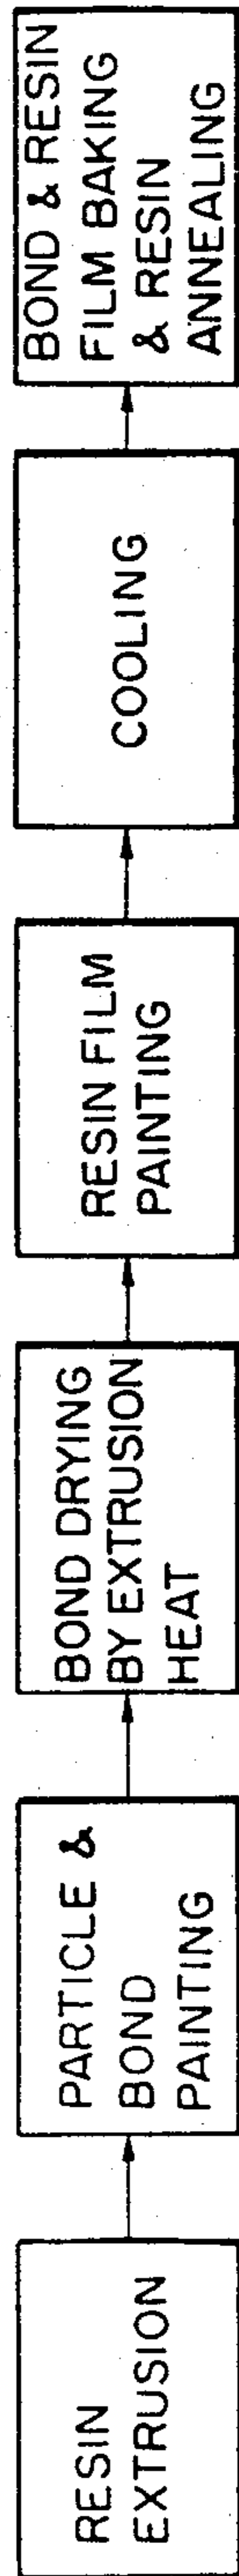 RESIN
EXTRUSION
PARTICLE &
BOND
PAINTING
BOND DRYING
BY EXTRUSION
HEAT
RESIN FILM
PAINTING
COOLING
BOND & RESIN
FILM BAKING
& RESIN
ANNEALING